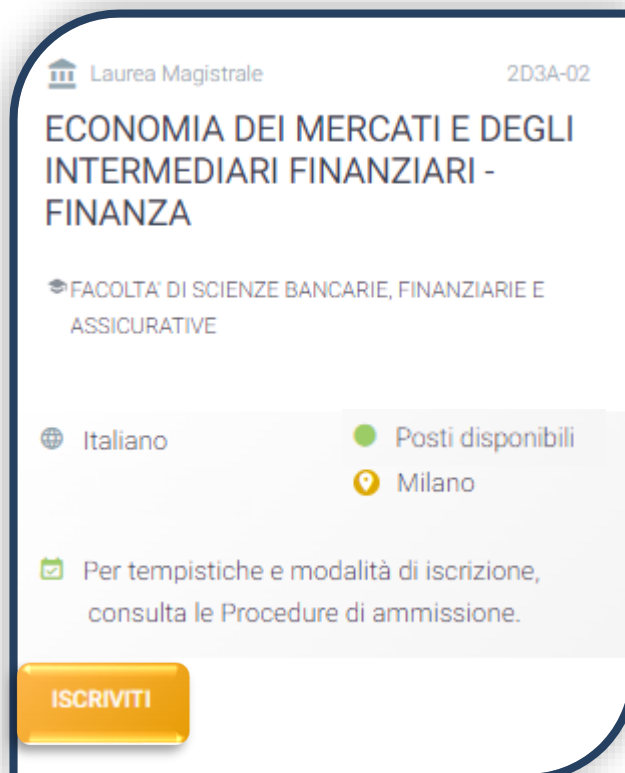 Laurea Magistrale 2D3A-02
ECONOMIA DEI MERCATI E DEGLI
INTERMEDIARI FINANZIARI -
FINANZA
FACOLTA' DI SCIENZE BANCARIE, FINANZIARIE E
ASSICURATIVE
Italiano
Posti disponibili
Milano
Per tempistiche e modalità di iscrizione,
consulta le Procedure di ammissione.
ISCRIVITI